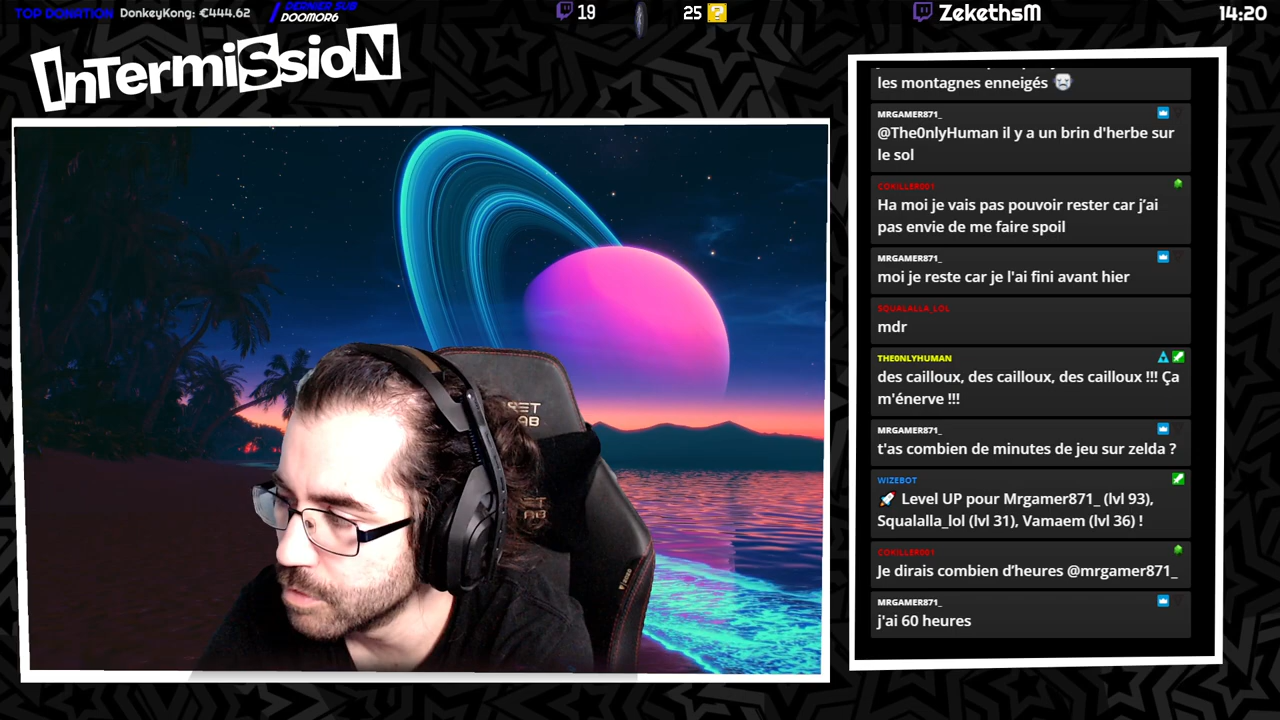 TOP DONATION DonkeyKong: €444.62
DERNIER SUB
DOOMOR6
19
25
ZekethsM
14:20
InTermiSSioN
les montagnes enneigés
MRGAMER871_
@The0nlyHuman il y a un brin d'herbe sur
le sol
COKILLER001
Ha moi je vais pas pouvoir rester car j'ai
pas envie de me faire spoil
MRGAMER871_
moi je reste car je l'ai fini avant hier
SQUALALLA_LOL
mdr
THE0NLYHUMAN
des cailloux, des cailloux, des cailloux !!! Ça
m'énerve !!!
MRGAMER871_
t'as combien de minutes de jeu sur zelda ?
WIZEBOT
🚀 Level UP pour Mrgamer871_ (lvl 93),
Squalalla_lol (lvl 31), Vamaem (lvl 36) !
COKILLER001
Je dirais combien d’heures @mrgamer871_
MRGAMER871_
j'ai 60 heures